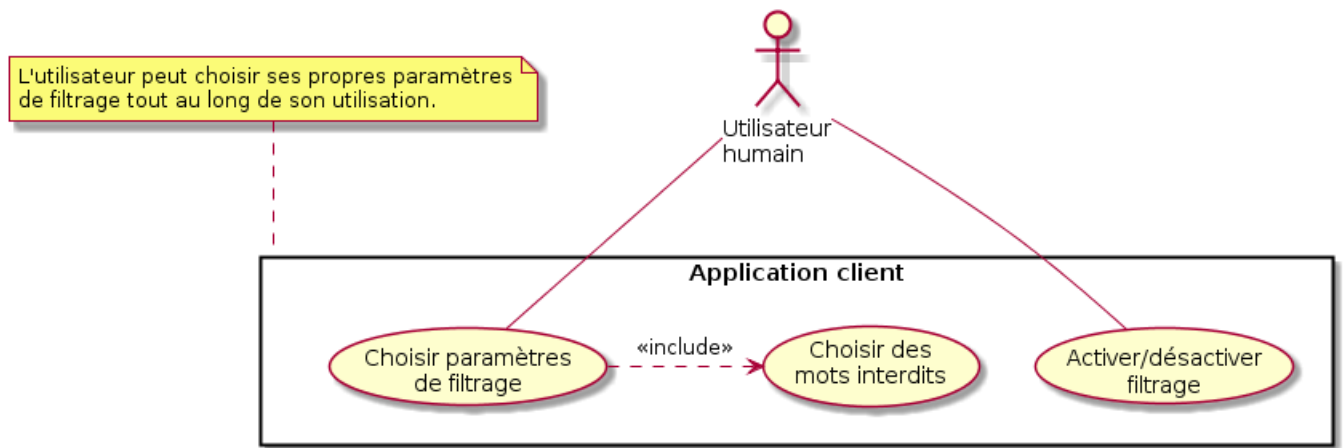 L'utilisateur peut choisir ses propres paramètres
de filtrage tout au long de son utilisation.
Utilisateur
humain
Application client
Choisir paramètres
de filtrage
«include»
Choisir des
mots interdits
Activer/désactiver
filtrage